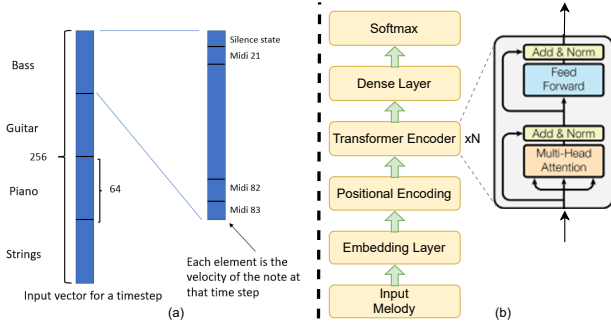 Bass
Guitar
256
Piano
64
Strings
Silence state
Midi 21
Midi 82
Midi 83
Each element is the
velocity of the note at
that time step
Input vector for a timestep
(a)
Softmax
Dense Layer
Transformer Encoder
xN
Positional Encoding
Embedding Layer
Input
Melody
Add & Norm
Feed
Forward
Add & Norm
Multi-Head
Attention
(b)